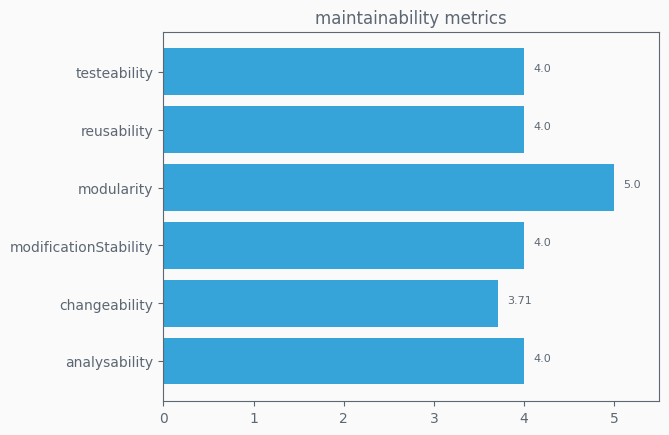 maintainability metrics
testeability
4.0
reusability
4.0
modularity
5.0
modificationStability
4.0
changeability
3.71
analysability
4.0
0 1 2 3 4 5